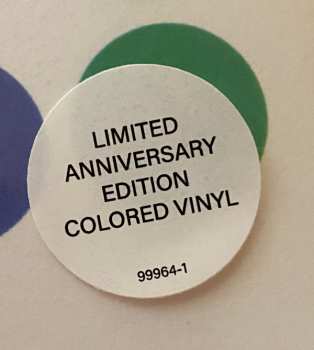 LIMITED
ANNIVERSARY
EDITION
COLORED VINYL
99964-1